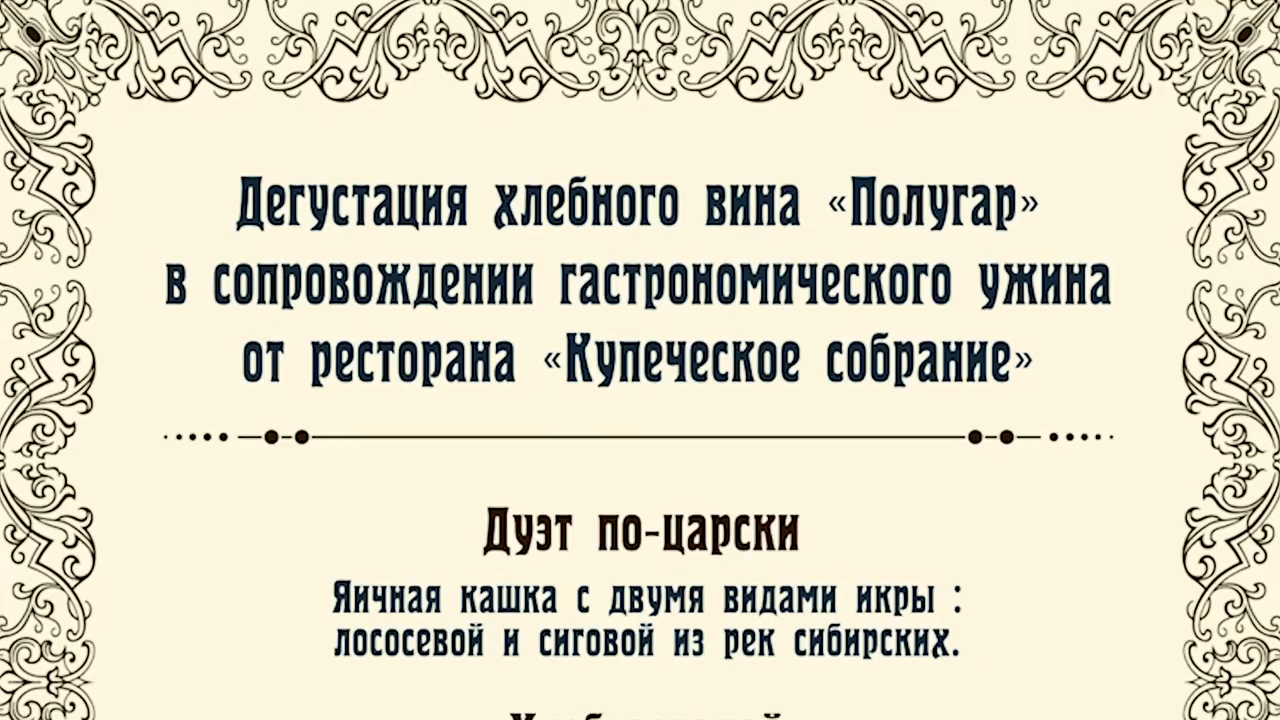 Дегустация хлебного вина «Полугар»
в сопровождении гастрономического ужина
от ресторана «Купеческое собрание»
Дуэт по-царски
Яичная кашка с двумя видами икры :
лососевой и сиговой из рек сибирских.